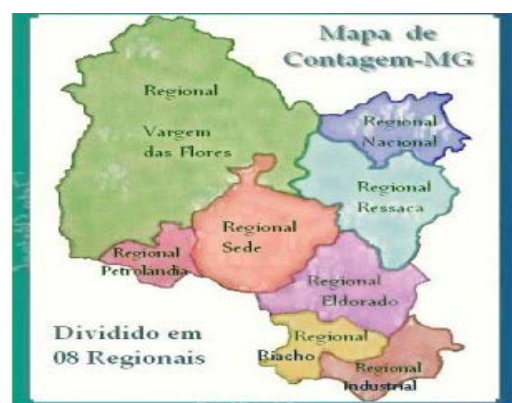 Mapa de
Contagem-MG
Regional
Vargem
das Flores
Regional
Nacional
Regional
Ressaca
Regional
Sede
Regional
Petrolândia
Regional
Eldorado
Regional
Riacho
Regional
Industrial
Dividido em
08 Regionais